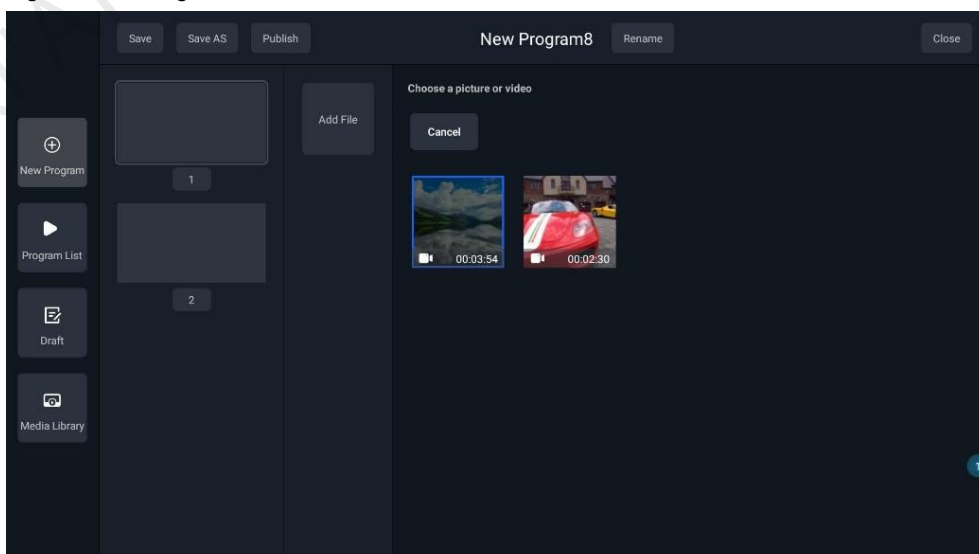 Save
Save AS
Publish
New Program8
Rename
Close
Choose a picture or video
Add File
Cancel
New Program
1
Program List
00:03:54
00:02:30
2
Draft
Media Library